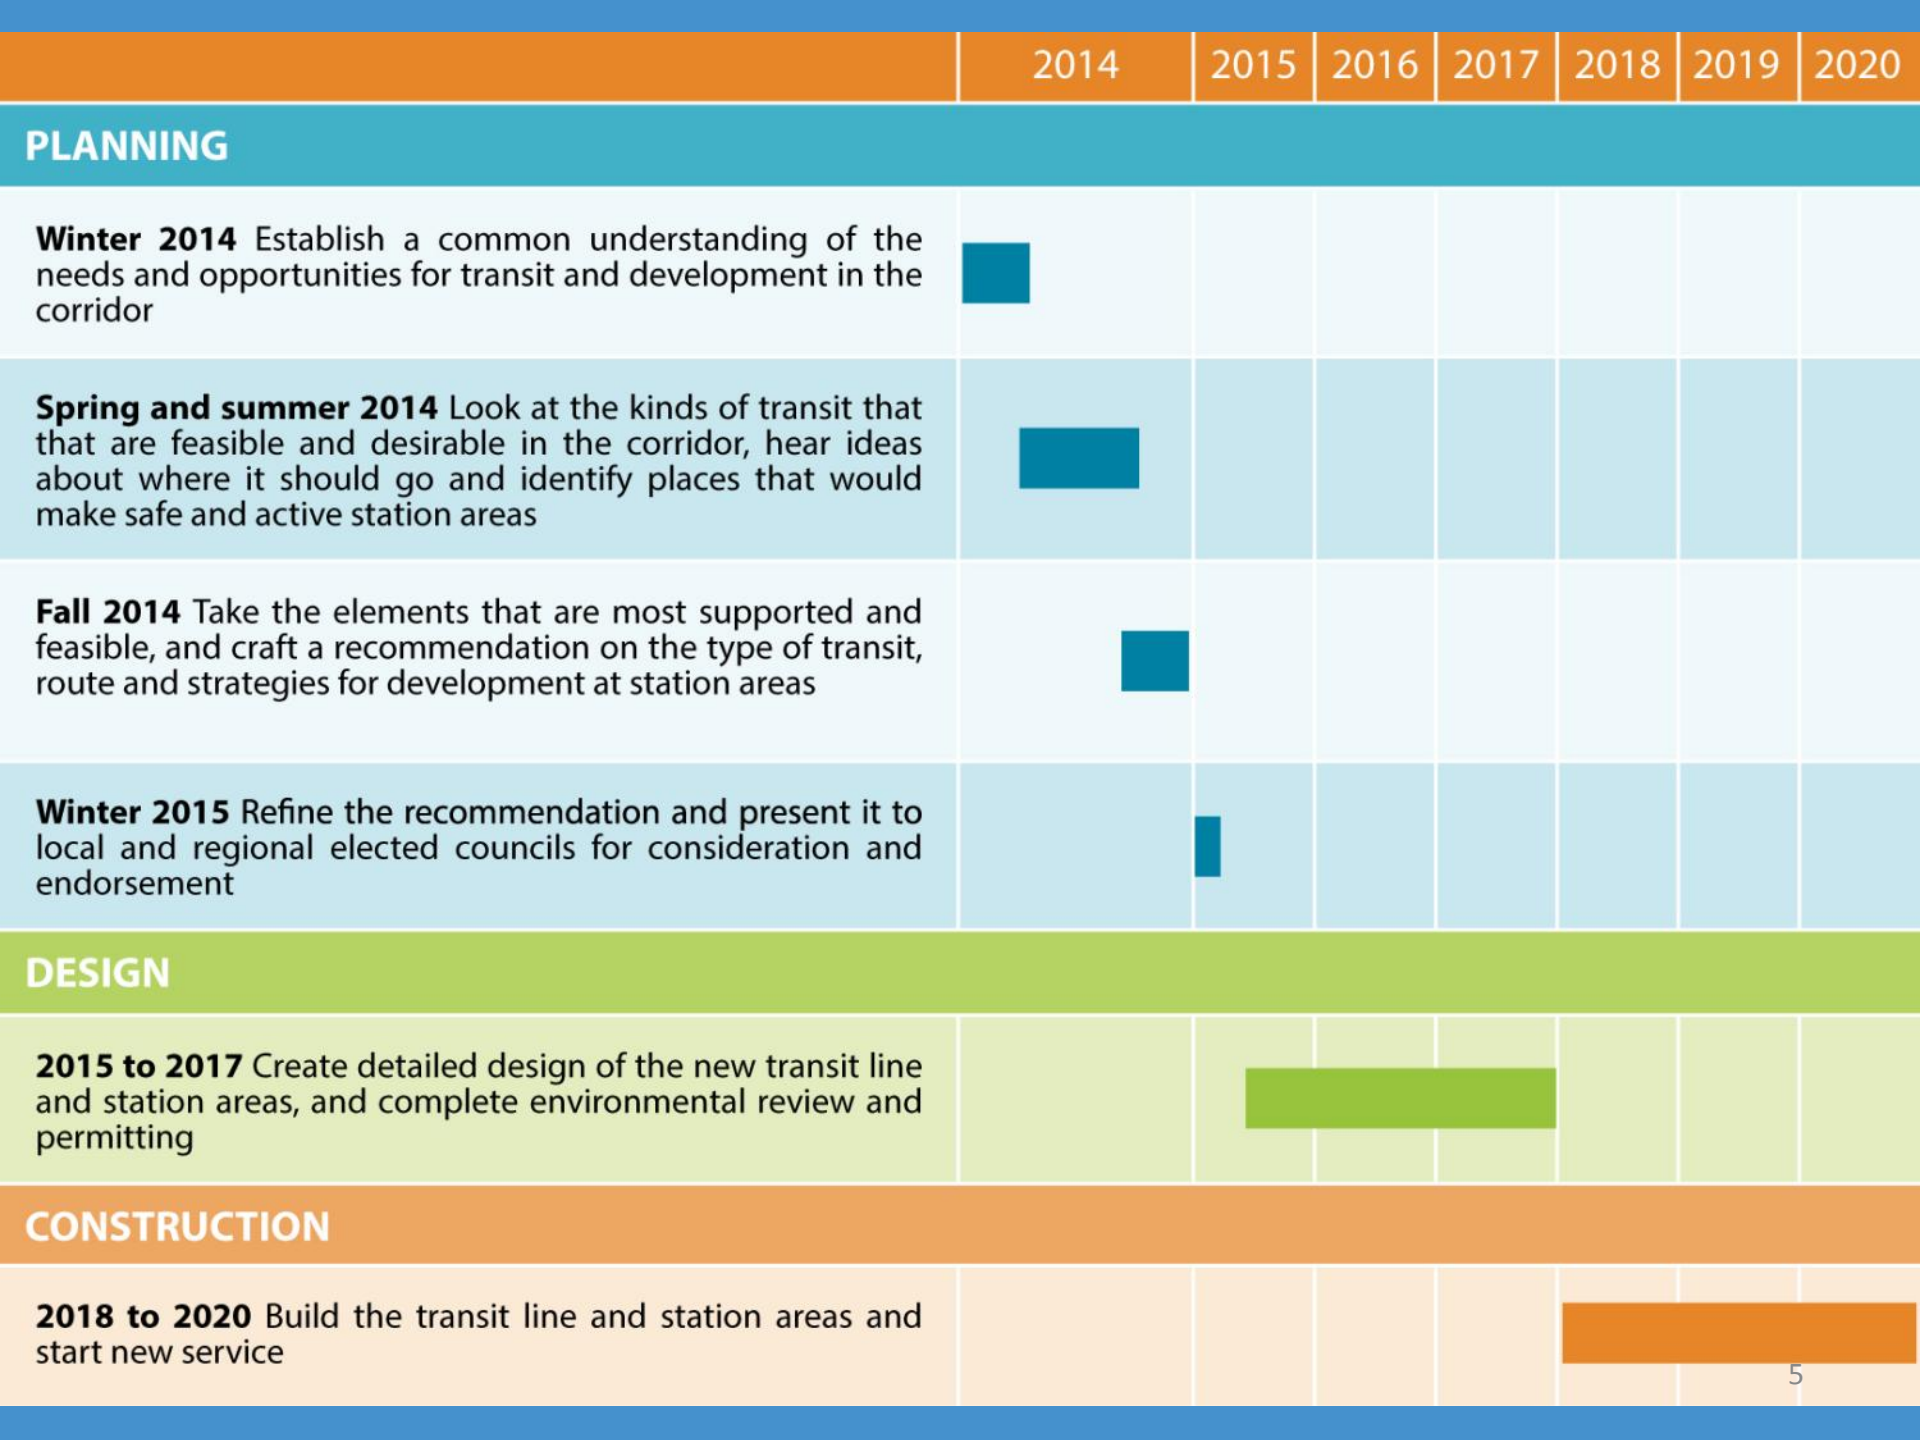 2014 2015 2016 2017 2018 2019 2020
PLANNING
Winter 2014 Establish a common understanding of the
needs and opportunities for transit and development in the
corridor
Spring and summer 2014 Look at the kinds of transit that
that are feasible and desirable in the corridor, hear ideas
about where it should go and identify places that would
make safe and active station areas
Fall 2014 Take the elements that are most supported and
feasible, and craft a recommendation on the type of transit,
route and strategies for development at station areas
Winter 2015 Refine the recommendation and present it to
local and regional elected councils for consideration and
endorsement
DESIGN
2015 to 2017 Create detailed design of the new transit line
and station areas, and complete environmental review and
permitting
CONSTRUCTION
2018 to 2020 Build the transit line and station areas and
start new service
5